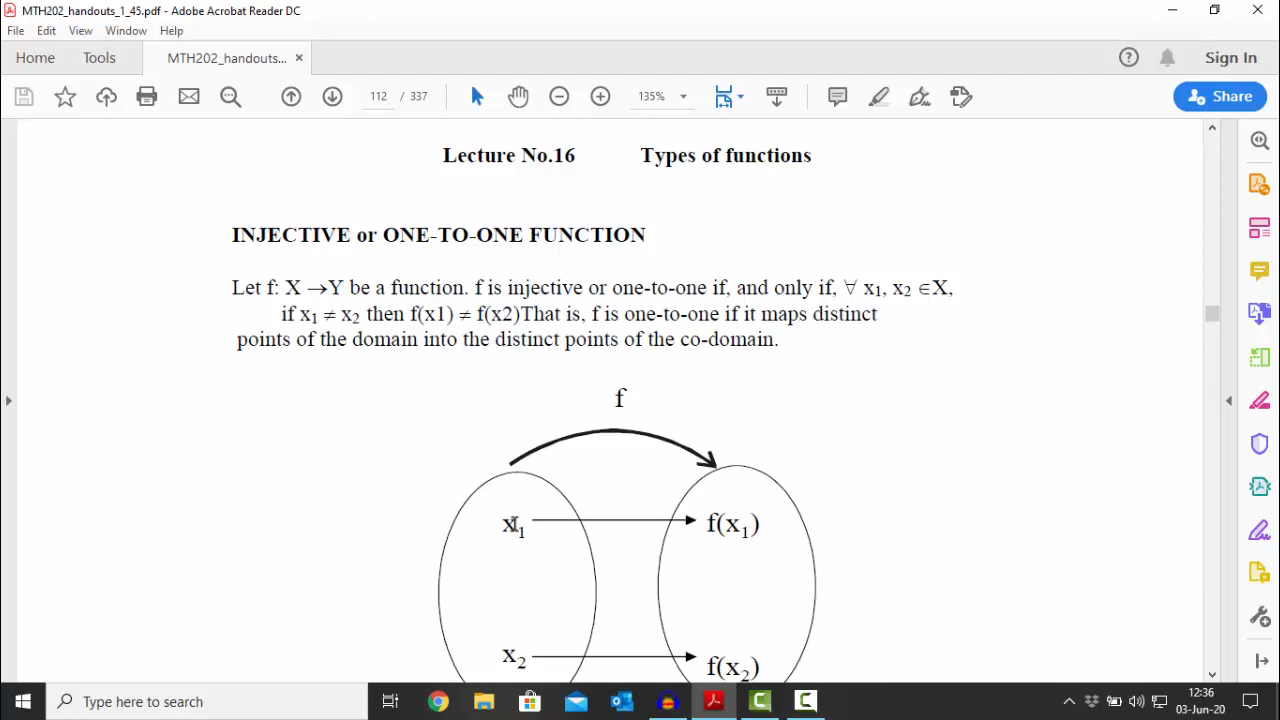 MTH202_handouts_1_45.pdf - Adobe Acrobat Reader DC
File Edit View Window Help
Home Tools MTH202_handouts... × Sign In
112 / 337 135% Share
Lecture No.16 Types of functions
INJECTIVE or ONE-TO-ONE FUNCTION
Let f: X →Y be a function. f is injective or one-to-one if, and only if, ∀ x₁, x₂ ∈X,
if x₁ ≠ x₂ then f(x1) ≠ f(x2)That is, f is one-to-one if it maps distinct
points of the domain into the distinct points of the co-domain.
f
x₁ f(x₁)
x₂ f(x₂)
Type here to search
12:36
03-Jun-20